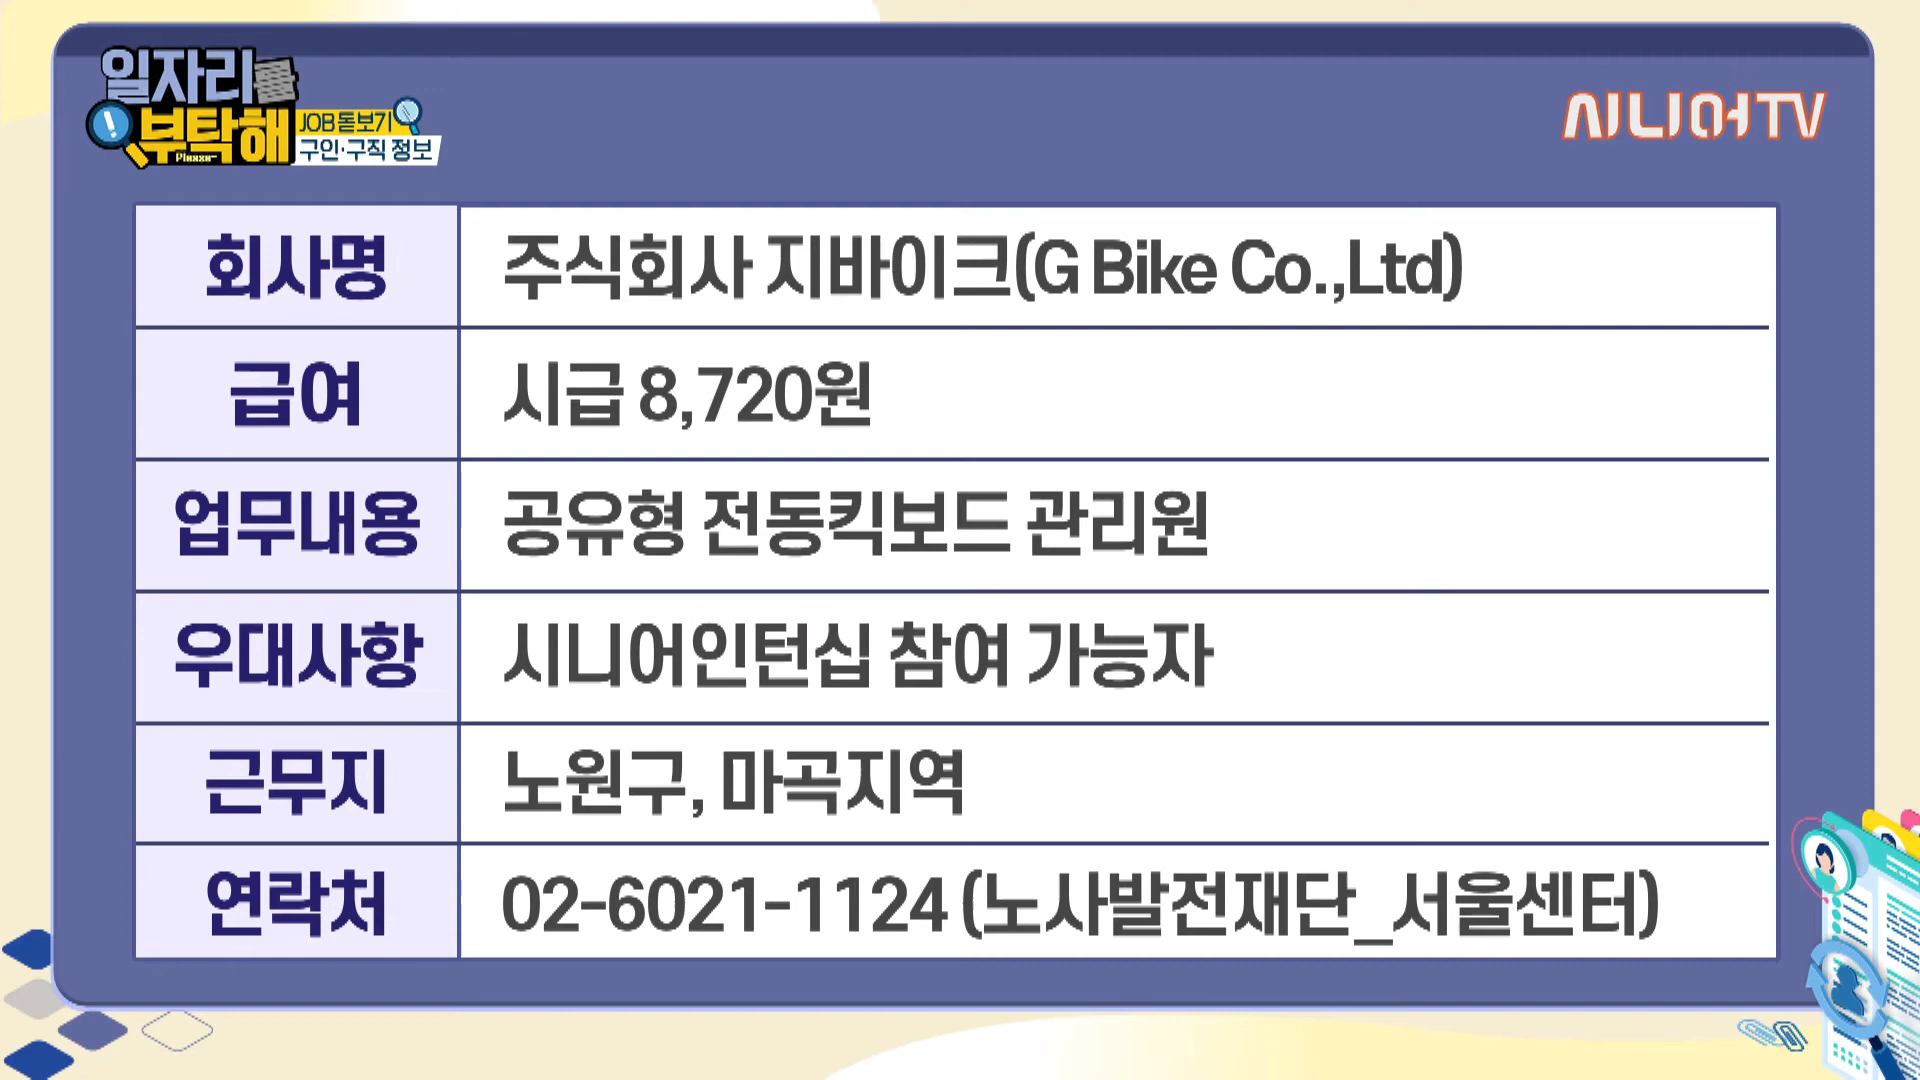 일자리를
부탁해
Please~
JOB 돋보기
구인·구직 정보
시니어TV
회사명 주식회사 지바이크(G Bike Co.,Ltd)
급여 시급 8,720원
업무내용 공유형 전동킥보드 관리원
우대사항 시니어인턴십 참여 가능자
근무지 노원구, 마곡지역
연락처 02-6021-1124 (노사발전재단_서울센터)